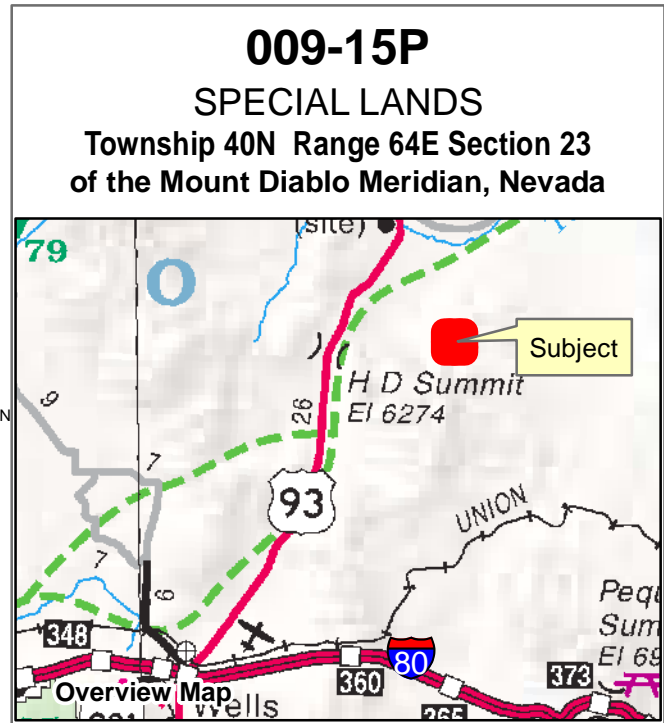 009-15P
SPECIAL LANDS
Township 40N Range 64E Section 23
of the Mount Diablo Meridian, Nevada
(site)
79
Subject
H D Summit
El 6274
26
N
9
7
93
UNION
7
6
348
80
360
373
Overview Map
Wells